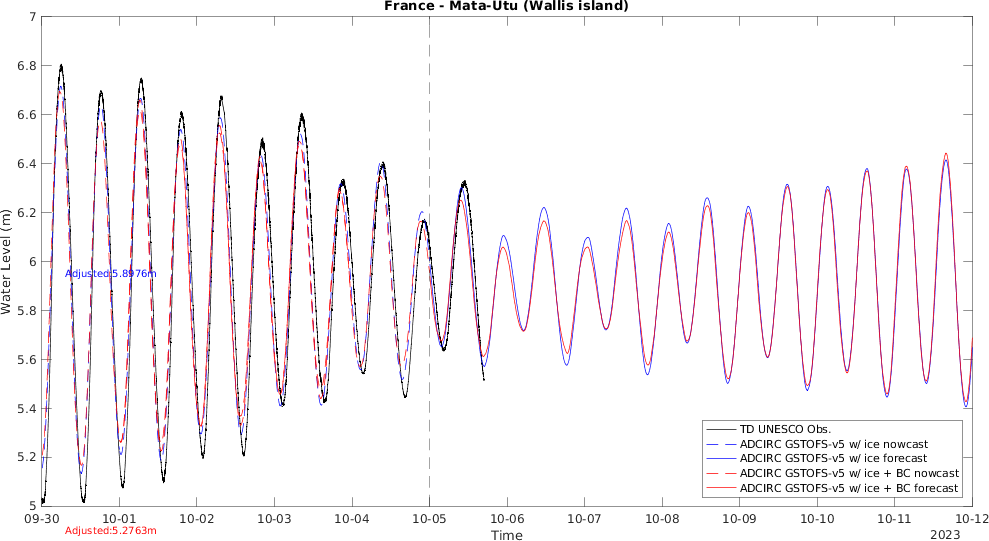 France - Mata-Utu (Wallis island)
7
6.8
6.6
6.4
6.2
6
5.8
5.6
5.4
5.2
5
Water Level (m)
Adjusted:5.8976m
Adjusted:5.2763m
TD UNESCO Obs.
ADCIRC GSTOFS-v5 w/ ice nowcast
ADCIRC GSTOFS-v5 w/ ice forecast
ADCIRC GSTOFS-v5 w/ ice + BC nowcast
ADCIRC GSTOFS-v5 w/ ice + BC forecast
09-30 10-01 10-02 10-03 10-04 10-05 10-06 10-07 10-08 10-09 10-10 10-11 10-12
Time
2023